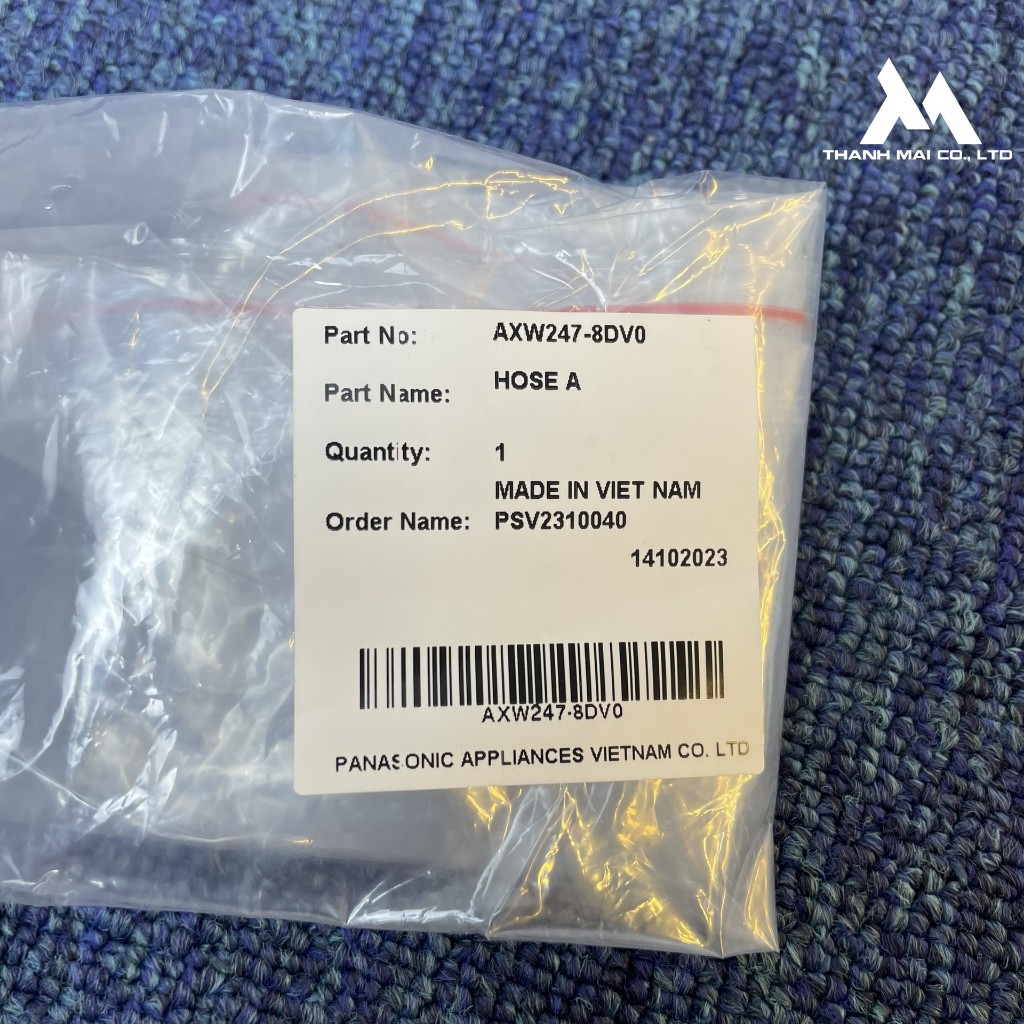 THANH MAI CO., LTD
Part No: AXW247-8DV0
Part Name: HOSE A
Quantity: 1
MADE IN VIET NAM
Order Name: PSV2310040
14102023
AXW247-8DV0
PANASONIC APPLIANCES VIETNAM CO. LTD